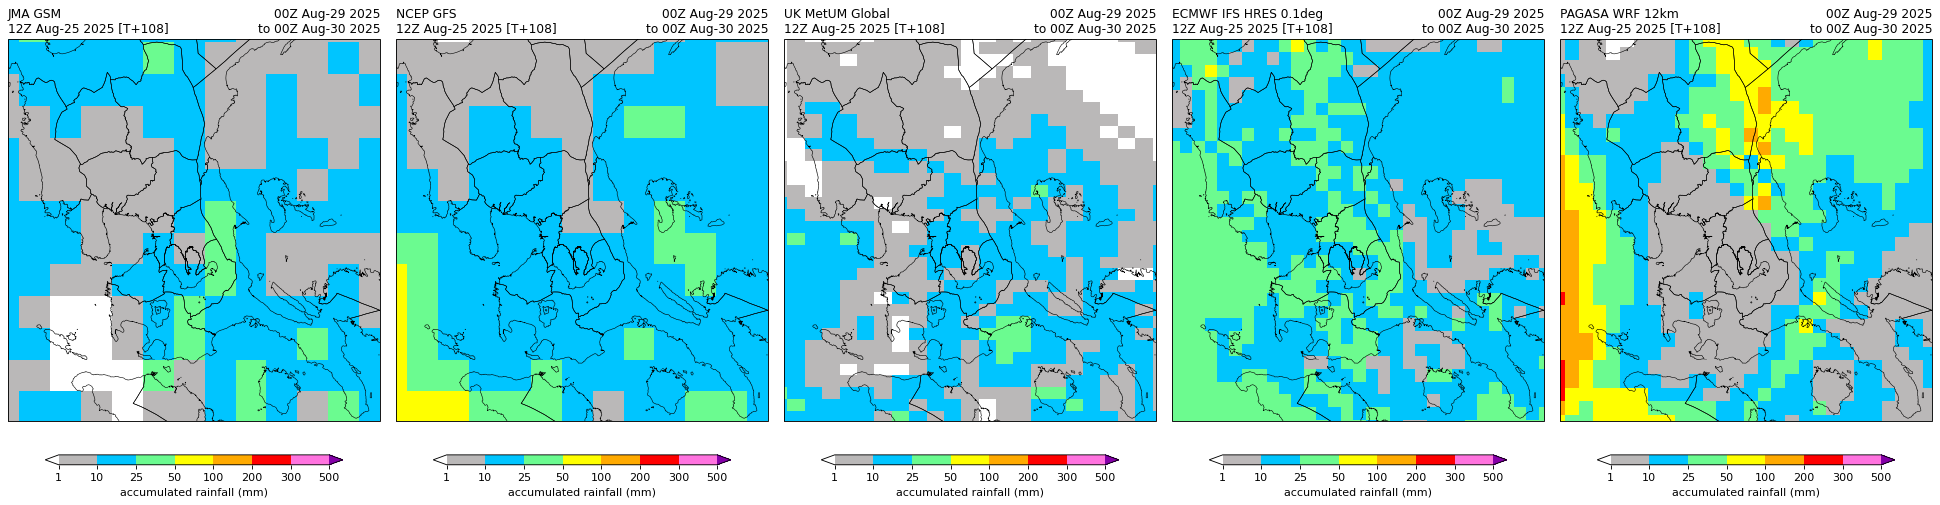 JMA GSM 00Z Aug-29 2025
12Z Aug-25 2025 [T+108] to 00Z Aug-30 2025
NCEP GFS 00Z Aug-29 2025
12Z Aug-25 2025 [T+108] to 00Z Aug-30 2025
UK MetUM Global 00Z Aug-29 2025
12Z Aug-25 2025 [T+108] to 00Z Aug-30 2025
ECMWF IFS HRES 0.1deg 00Z Aug-29 2025
12Z Aug-25 2025 [T+108] to 00Z Aug-30 2025
PAGASA WRF 12km 00Z Aug-29 2025
12Z Aug-25 2025 [T+108] to 00Z Aug-30 2025
1 10 25 50 100 200 300 500
accumulated rainfall (mm)
1 10 25 50 100 200 300 500
accumulated rainfall (mm)
1 10 25 50 100 200 300 500
accumulated rainfall (mm)
1 10 25 50 100 200 300 500
accumulated rainfall (mm)
1 10 25 50 100 200 300 500
accumulated rainfall (mm)